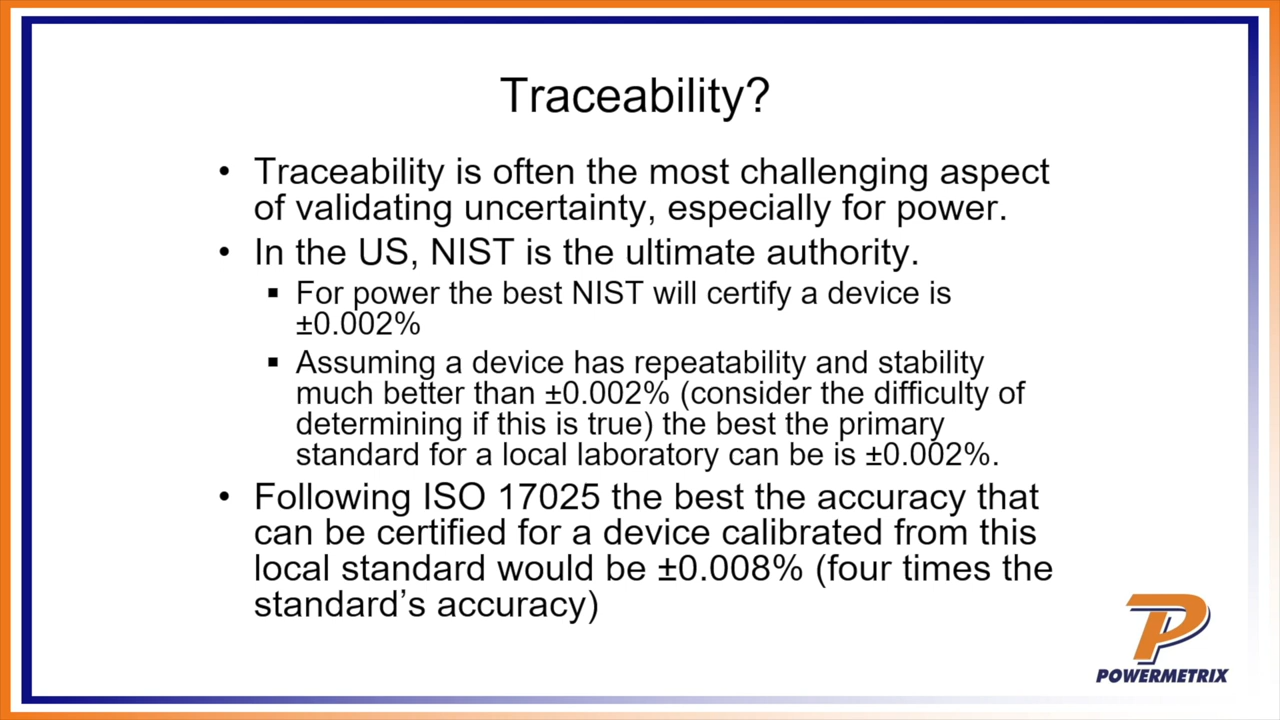 Traceability?
• Traceability is often the most challenging aspect
of validating uncertainty, especially for power.
• In the US, NIST is the ultimate authority.
▪ For power the best NIST will certify a device is
±0.002%
▪ Assuming a device has repeatability and stability
much better than ±0.002% (consider the difficulty of
determining if this is true) the best the primary
standard for a local laboratory can be is ±0.002%.
• Following ISO 17025 the best the accuracy that
can be certified for a device calibrated from this
local standard would be ±0.008% (four times the
standard’s accuracy)
P
POWERMETRIX